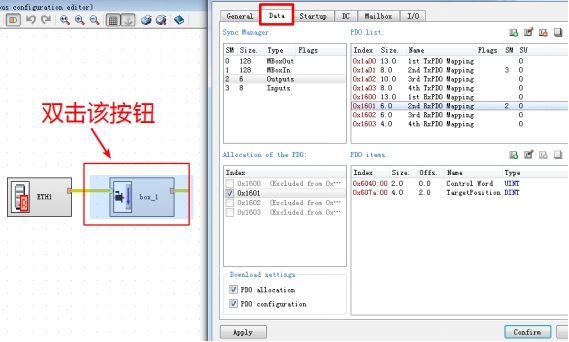 vas configuration editor)
双击该按钮
ETH1
box_1
General Data Startup DC Mailbox I/O
Sync Manager:
SM Size. Type Flags
0 128 MBoxOut
1 128 MBoxIn
2 6 Outputs
3 8 Inputs
PDO list:
Index Size. Name Flags SM SU
0x1a00 13.0 1st TxPDO Mapping 0
0x1a01 8.0 2nd TxPDO Mapping 3 0
0x1a02 10.0 3rd TxPDO Mapping 0
0x1a03 8.0 4th TxPDO Mapping 0
0x1600 13.0 1st RxPDO Mapping 0
0x1601 6.0 2nd RxPDO Mapping 2 0
0x1602 6.0 3rd RxPDO Mapping 0
0x1603 4.0 4th RxPDO Mapping 0
Allocation of the PDO:
Index
0x1600 (Excluded from 0x···
0x1601
0x1602 (Excluded from 0x···
0x1603 (Excluded from 0x···
PDO items:
Index Size. Offs. Name Type
0x6040:00 2.0 0.0 Control Word UINT
0x607a:00 4.0 2.0 TargetPosition DINT
Download settings
PDO allocation
PDO configuration
Apply
Confirm